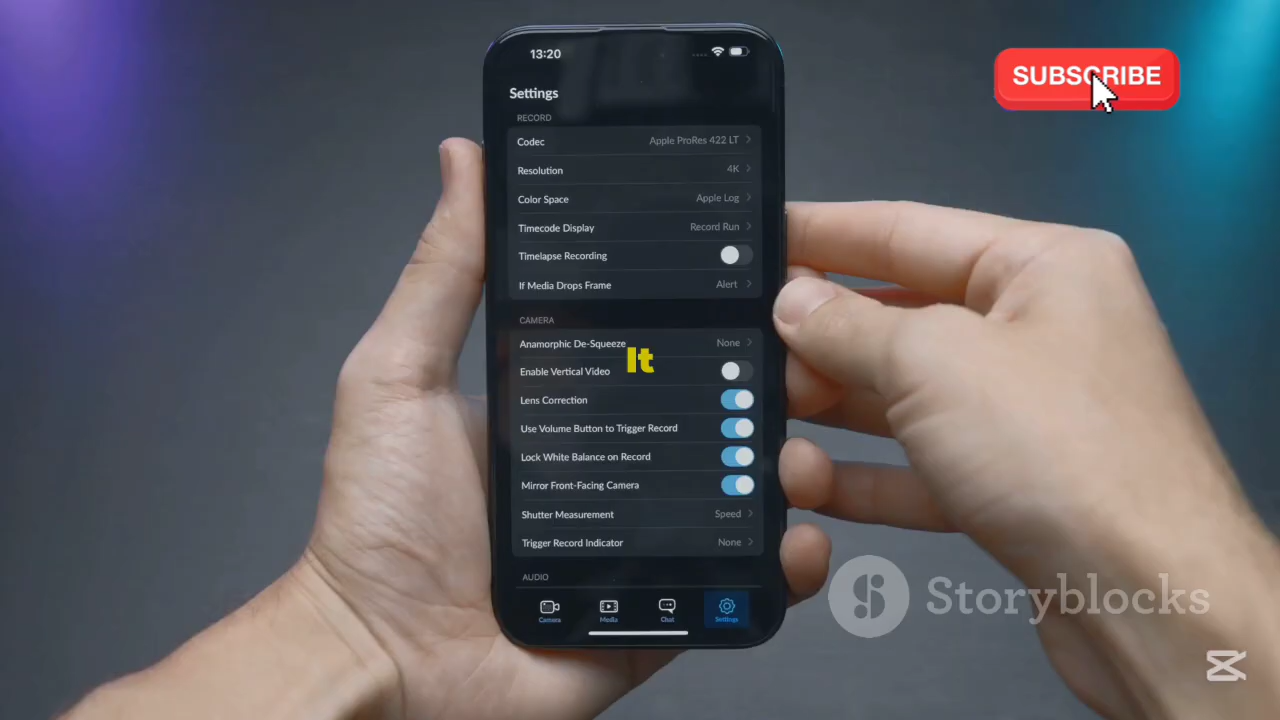 13:20
SUBSCRIBE
Settings
RECORD
Codec Apple ProRes 422 LT
Resolution 4K
Color Space Apple Log
Timecode Display Record Run
Timelapse Recording
If Media Drops Frame Alert
CAMERA
Anamorphic De-Squeeze None
It
Enable Vertical Video
Lens Correction
Use Volume Button to Trigger Record
Lock White Balance on Record
Mirror Front-Facing Camera
Shutter Measurement Speed
Trigger Record Indicator None
AUDIO
Storyblocks
Camera Media Chat Settings